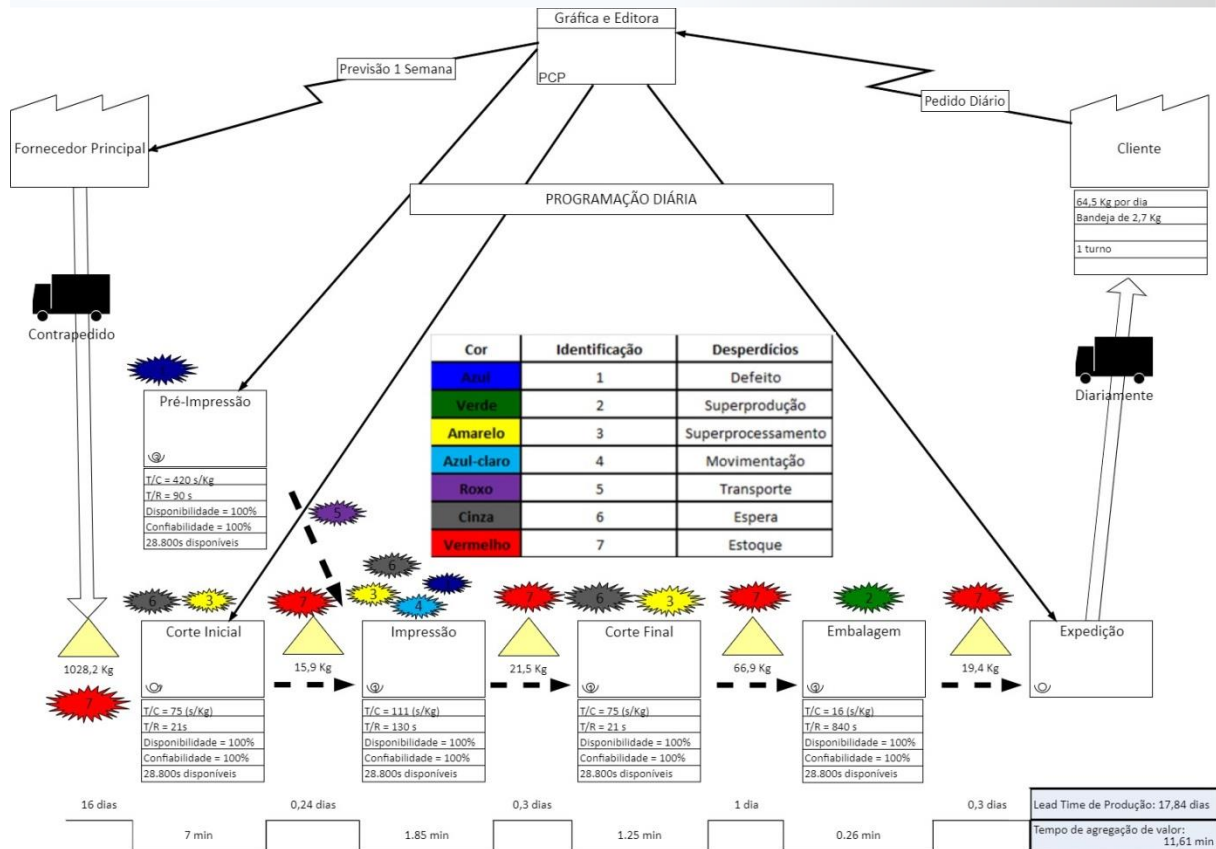 Gráfica e Editora
PCP
Previsão 1 Semana
Pedido Diário
Fornecedor Principal
Cliente
PROGRAMAÇÃO DIÁRIA
64,5 Kg por dia
Bandeja de 2,7 Kg
1 turno
Contrapedido
Diariamente
Cor Identificação Desperdícios
Azul 1 Defeito
Verde 2 Superprodução
Amarelo 3 Superprocessamento
Azul-claro 4 Movimentação
Roxo 5 Transporte
Cinza 6 Espera
Vermelho 7 Estoque
1
Pré-Impressão
T/C = 420 s/Kg
T/R = 90 s
Disponibilidade = 100%
Confiabilidade = 100%
28.800s disponíveis
5
6
3
7
6
3
4
7
6
3
7
2
7
1028,2 Kg
7
Corte Inicial
T/C = 75 (s/Kg)
T/R = 21s
Disponibilidade = 100%
Confiabilidade = 100%
28.800s disponíveis
15,9 Kg
Impressão
T/C = 111 (s/Kg)
T/R = 130 s
Disponibilidade = 100%
Confiabilidade = 100%
28.800s disponíveis
21,5 Kg
Corte Final
T/C = 75 (s/Kg)
T/R = 21 s
Disponibilidade = 100%
Confiabilidade = 100%
28.800s disponíveis
66,9 Kg
Embalagem
T/C = 16 (s/Kg)
T/R = 840 s
Disponibilidade = 100%
Confiabilidade = 100%
28.800s disponíveis
19,4 Kg
Expedição
16 dias
0,24 dias
0,3 dias
1 dia
0,3 dias
Lead Time de Produção: 17,84 dias
7 min
1.85 min
1.25 min
0.26 min
Tempo de agregação de valor:
11,61 min